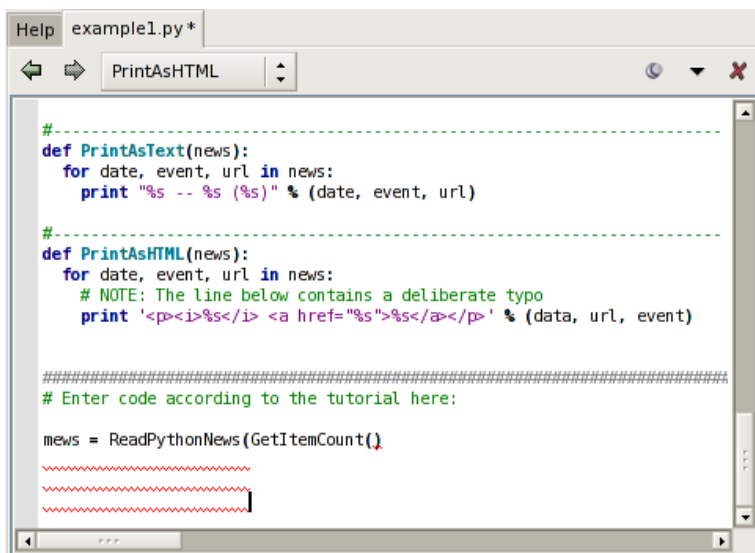 Help example1.py*
PrintAsHTML
#-----------------------------------------------------------------------
def PrintAsText(news):
  for date, event, url in news:
    print "%s -- %s (%s)" % (date, event, url)
#-----------------------------------------------------------------------
def PrintAsHTML(news):
  for date, event, url in news:
    # NOTE: The line below contains a deliberate typo
    print '<p><i>%s</i> <a href="%s">%s</a></p>' % (data, url, event)
########################################################################
# Enter code according to the tutorial here:
mews = ReadPythonNews(GetItemCount()